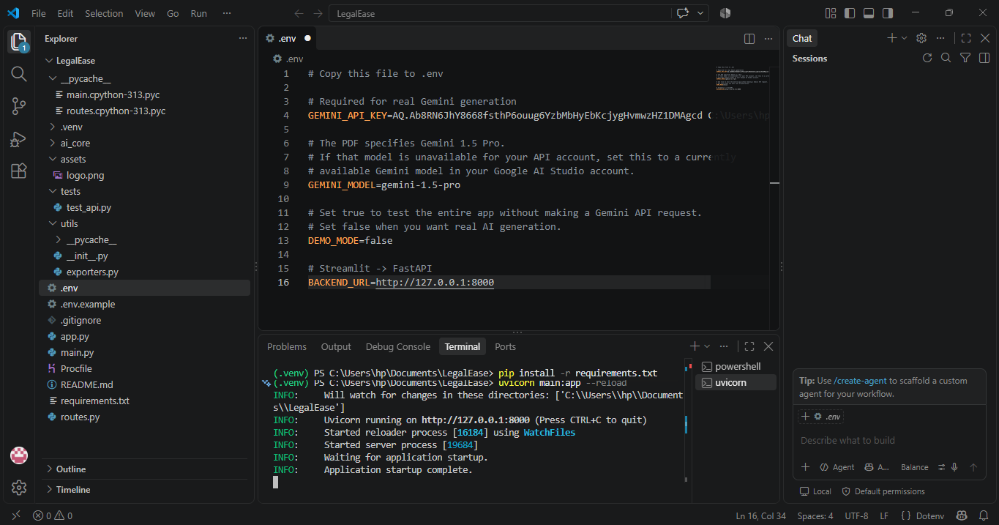 File Edit Selection View Go Run ···
LegalEase
Explorer ···
LegalEase
__pycache__
main.cpython-313.pyc
routes.cpython-313.pyc
.venv
ai_core
assets
logo.png
tests
test_api.py
utils
__pycache__
__init__.py
exporters.py
.env
.env.example
.gitignore
app.py
main.py
Procfile
README.md
requirements.txt
routes.py
Outline
Timeline
1
.env
.env
1 # Copy this file to .env
2
3 # Required for real Gemini generation
4 GEMINI_API_KEY=AQ.Ab8RN6JhY8668fsthP6ouug6YzbMbHyEbKcjygHvmwzHZ1DMAgcd C:\Users\hp
5
6 # The PDF specifies Gemini 1.5 Pro.
7 # If that model is unavailable for your API account, set this to a currently
8 # available Gemini model in your Google AI Studio account.
9 GEMINI_MODEL=gemini-1.5-pro
10
11 # Set true to test the entire app without making a Gemini API request.
12 # Set false when you want real AI generation.
13 DEMO_MODE=false
14
15 # Streamlit -> FastAPI
16 BACKEND_URL=http://127.0.0.1:8000
Problems Output Debug Console Terminal Ports
(.venv) PS C:\Users\hp\Documents\LegalEase> pip install -r requirements.txt
(.venv) PS C:\Users\hp\Documents\LegalEase> uvicorn main:app --reload
INFO: Will watch for changes in these directories: ['C:\\Users\\hp\\Document
s\\LegalEase']
INFO: Uvicorn running on http://127.0.0.1:8000 (Press CTRL+C to quit)
INFO: Started reloader process [16184] using WatchFiles
INFO: Started server process [19684]
INFO: Waiting for application startup.
INFO: Application startup complete.
powershell
uvicorn
Chat
Sessions
Tip: Use /create-agent to scaffold a custom
agent for your workflow.
.env
Describe what to build
Agent A... Balance
Local Default permissions
0 0
Ln 16, Col 34 Spaces: 4 UTF-8 LF { } Dotenv